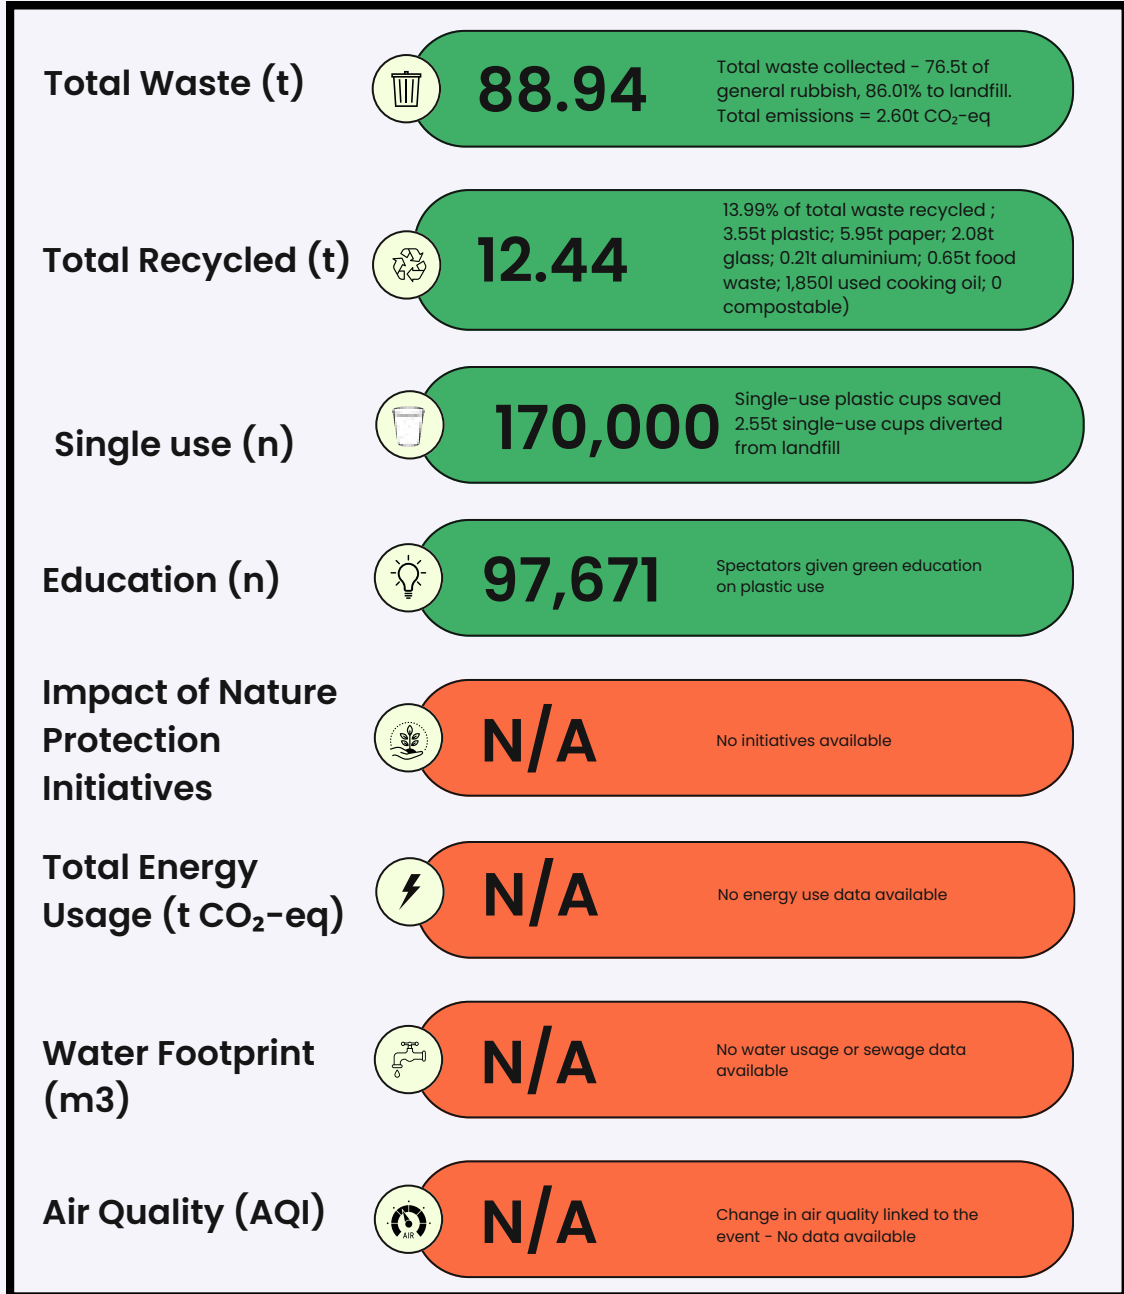 Total Waste (t)
88.94
Total waste collected - 76.5t of
general rubbish, 86.01% to landfill.
Total emissions = 2.60t CO₂-eq
Total Recycled (t)
12.44
13.99% of total waste recycled ;
3.55t plastic; 5.95t paper; 2.08t
glass; 0.21t aluminium; 0.65t food
waste; 1,850l used cooking oil; 0
compostable)
Single use (n)
170,000
Single-use plastic cups saved
2.55t single-use cups diverted
from landfill
Education (n)
97,671
Spectators given green education
on plastic use
Impact of Nature
Protection
Initiatives
N/A
No initiatives available
Total Energy
Usage (t CO₂-eq)
N/A
No energy use data available
Water Footprint
(m3)
N/A
No water usage or sewage data
available
Air Quality (AQI)
AIR
N/A
Change in air quality linked to the
event - No data available